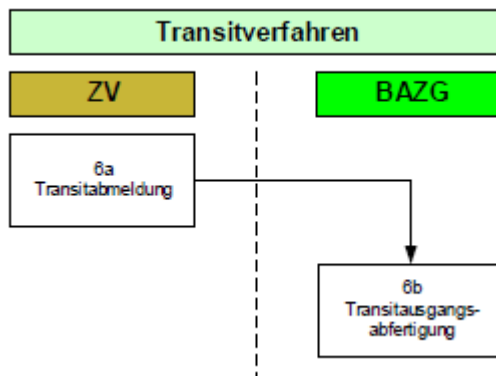 Transitverfahren
ZV
BAZG
6a
Transitabmeldung
6b
Transitausgangs-
abfertigung